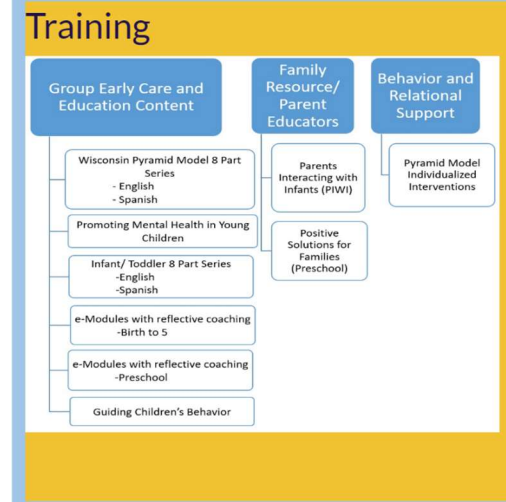 Training
Group Early Care and
Education Content
Wisconsin Pyramid Model 8 Part
Series
- English
- Spanish
Promoting Mental Health in Young
Children
Infant/ Toddler 8 Part Series
-English
-Spanish
e-Modules with reflective coaching
-Birth to 5
e-Modules with reflective coaching
-Preschool
Guiding Children's Behavior
Family
Resource/
Parent
Educators
Parents
Interacting with
Infants (PIWI)
Positive
Solutions for
Families
(Preschool)
Behavior and
Relational
Support
Pyramid Model
Individualized
Interventions